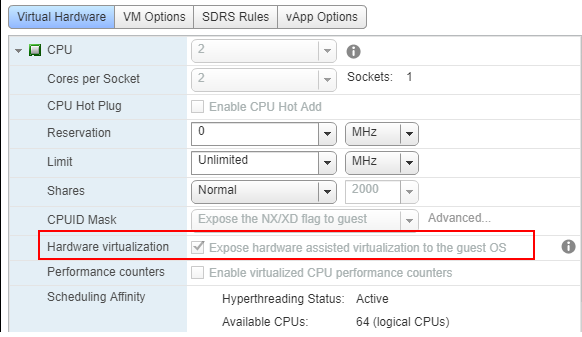 Virtual Hardware VM Options SDRS Rules vApp Options
CPU 2
Cores per Socket 2 Sockets: 1
CPU Hot Plug Enable CPU Hot Add
Reservation 0 MHz
Limit Unlimited MHz
Shares Normal 2000
CPUID Mask Expose the NX/XD flag to guest Advanced...
Hardware virtualization Expose hardware assisted virtualization to the guest OS
Performance counters Enable virtualized CPU performance counters
Scheduling Affinity Hyperthreading Status: Active
Available CPUs: 64 (logical CPUs)